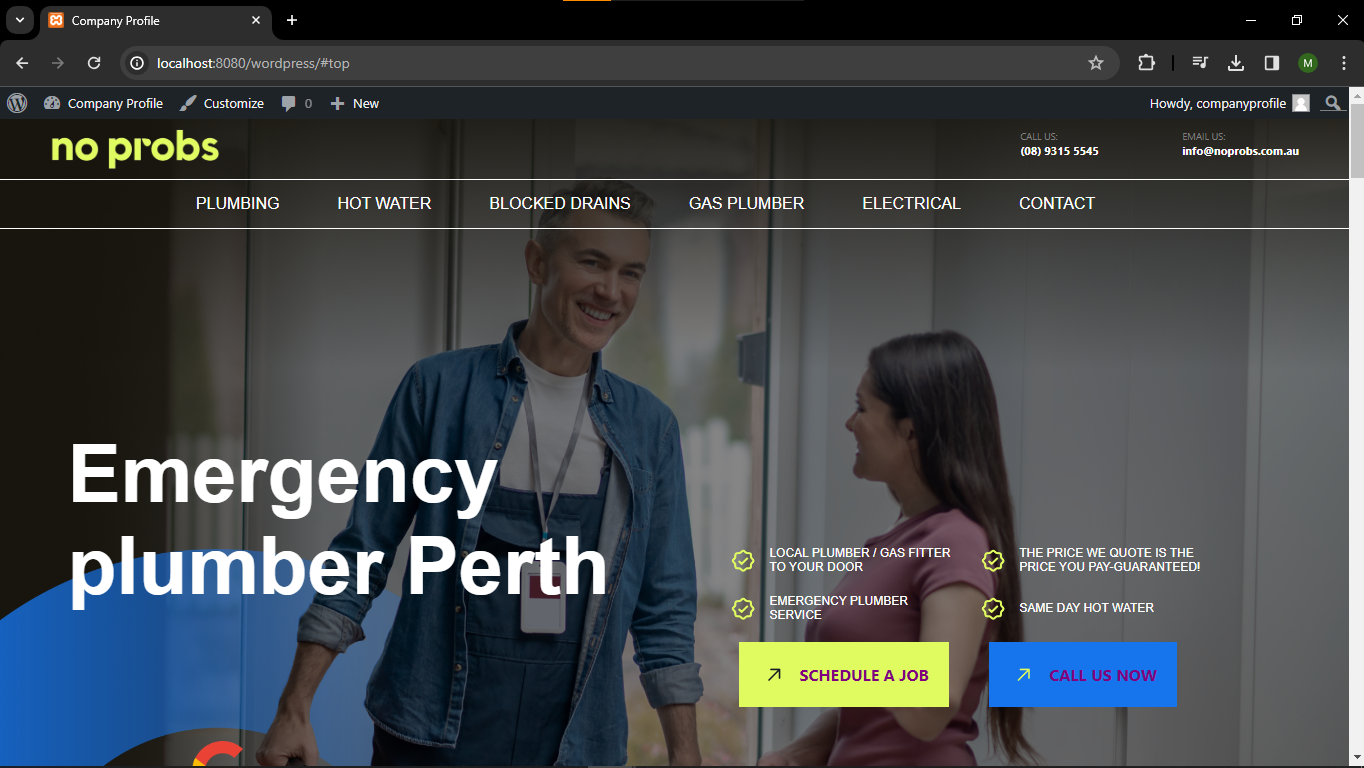 Company Profile
localhost:8080/wordpress/#top
M
Company Profile
Customize
0
New
Howdy, companyprofile
no probs
CALL US:
(08) 9315 5545
EMAIL US:
info@noprobs.com.au
PLUMBING
HOT WATER
BLOCKED DRAINS
GAS PLUMBER
ELECTRICAL
CONTACT
Emergency
plumber Perth
LOCAL PLUMBER / GAS FITTER
TO YOUR DOOR
THE PRICE WE QUOTE IS THE
PRICE YOU PAY-GUARANTEED!
EMERGENCY PLUMBER
SERVICE
SAME DAY HOT WATER
SCHEDULE A JOB
CALL US NOW